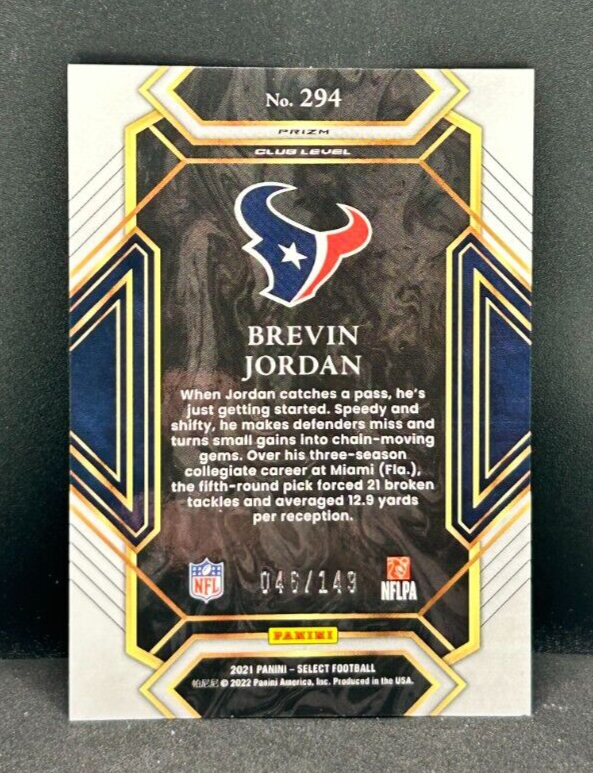 No. 294
PRIZM
CLUB LEVEL
BREVIN
JORDAN
When Jordan catches a pass, he's
just getting started. Speedy and
shifty, he makes defenders miss and
turns small gains into chain-moving
gems. Over his three-season
collegiate career at Miami (Fla.),
the fifth-round pick forced 21 broken
tackles and averaged 12.9 yards
per reception.
NFL
046/149
NFLPA
PANINI
2021 PANINI – SELECT FOOTBALL
© 2022 Panini America, Inc. Produced in the USA.